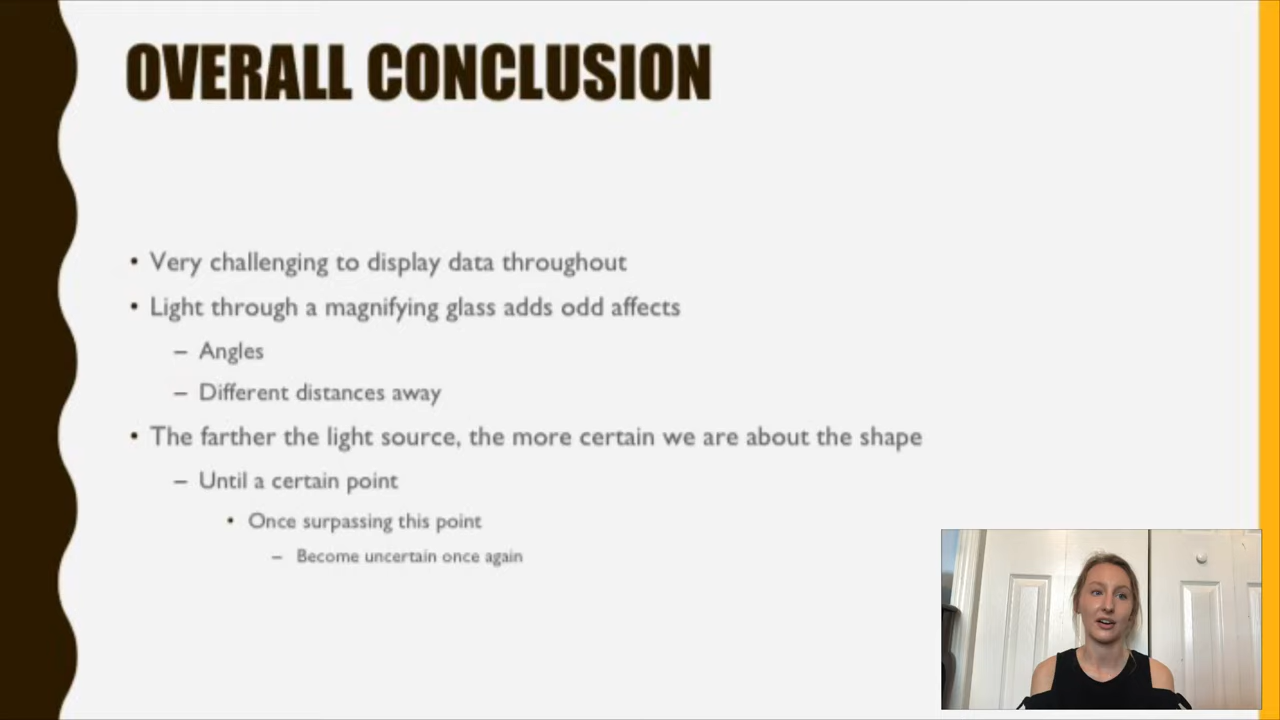 OVERALL CONCLUSION
• Very challenging to display data throughout
• Light through a magnifying glass adds odd affects
– Angles
– Different distances away
• The farther the light source, the more certain we are about the shape
– Until a certain point
• Once surpassing this point
– Become uncertain once again